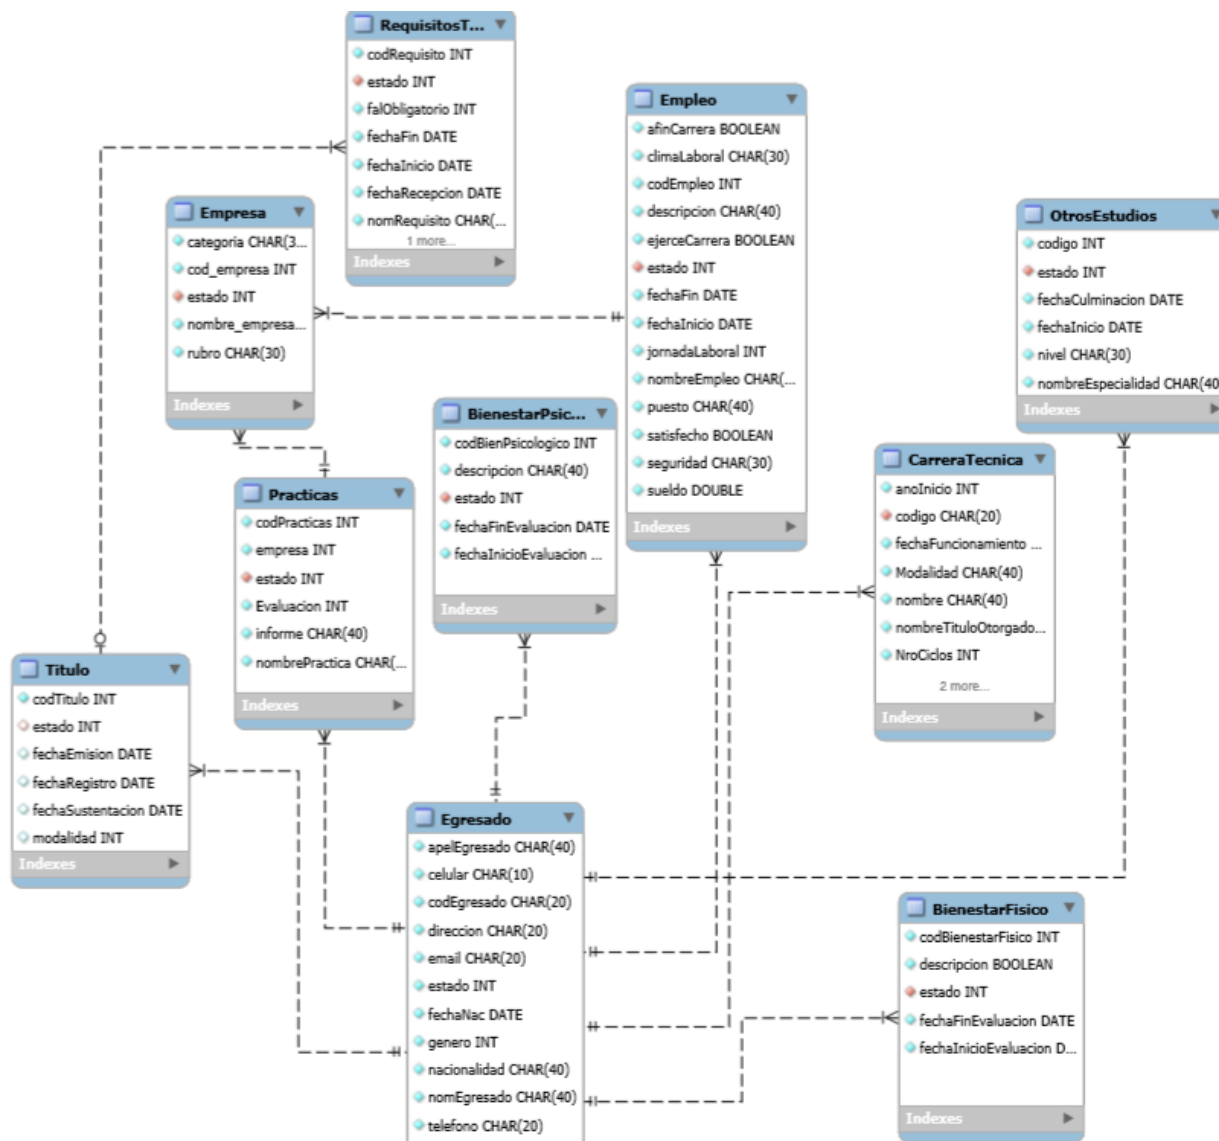 RequisitosT...
codRequisito INT
estado INT
falObligatorio INT
fechaFin DATE
fechaInicio DATE
fechaRecepcion DATE
nomRequisito CHAR(...
1 more...
Indexes
Empleo
afinCarrera BOOLEAN
climaLaboral CHAR(30)
codEmpleo INT
descripcion CHAR(40)
ejerceCarrera BOOLEAN
estado INT
fechaFin DATE
fechaInicio DATE
jornadaLaboral INT
nombreEmpleo CHAR(...
puesto CHAR(40)
satisfecho BOOLEAN
seguridad CHAR(30)
sueldo DOUBLE
Indexes
Empresa
categoria CHAR(3...
cod_empresa INT
estado INT
nombre_empresa...
rubro CHAR(30)
Indexes
OtrosEstudios
codigo INT
estado INT
fechaCulminacion DATE
fechaInicio DATE
nivel CHAR(30)
nombreEspecialidad CHAR(40
Indexes
BienestarPsic...
codBienPsicologico INT
descripcion CHAR(40)
estado INT
fechaFinEvaluacion DATE
fechaInicioEvaluacion ...
Indexes
CarreraTecnica
anoInicio INT
codigo CHAR(20)
fechaFuncionamiento ...
Modalidad CHAR(40)
nombre CHAR(40)
nombreTituloOtorgado...
NroCiclos INT
2 more...
Indexes
Practicas
codPracticas INT
empresa INT
estado INT
Evaluacion INT
informe CHAR(40)
nombrePractica CHAR(...
Indexes
Titulo
codTitulo INT
estado INT
fechaEmision DATE
fechaRegistro DATE
fechaSustentacion DATE
modalidad INT
Indexes
Egresado
apelEgresado CHAR(40)
celular CHAR(10)
codEgresado CHAR(20)
direccion CHAR(20)
email CHAR(20)
estado INT
fechaNac DATE
genero INT
nacionalidad CHAR(40)
nomEgresado CHAR(40)
telefono CHAR(20)
BienestarFisico
codBienestarFisico INT
descripcion BOOLEAN
estado INT
fechaFinEvaluacion DATE
fechaInicioEvaluacion D...
Indexes